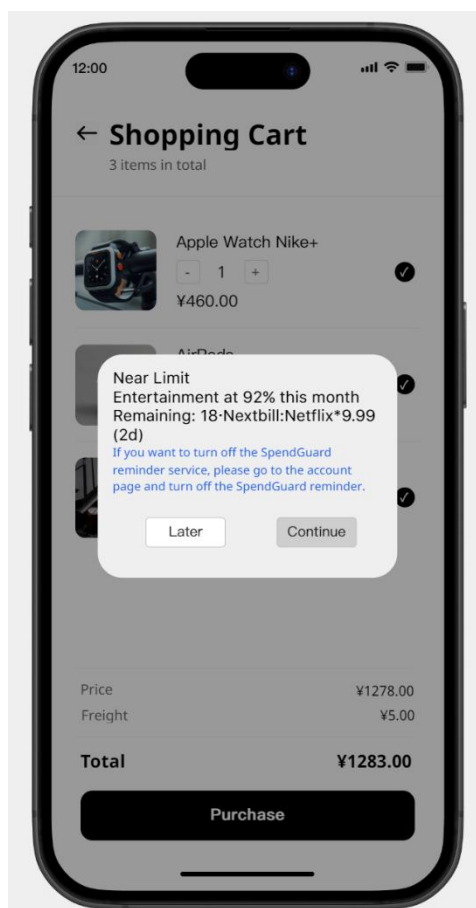 12:00
← Shopping Cart
3 items in total
Apple Watch Nike+
- 1 +
¥460.00
AirPods
Near Limit
Entertainment at 92% this month
Remaining: 18·Nextbill:Netflix*9.99
(2d)
If you want to turn off the SpendGuard
reminder service, please go to the account
page and turn off the SpendGuard reminder.
Later Continue
Price ¥1278.00
Freight ¥5.00
Total ¥1283.00
Purchase